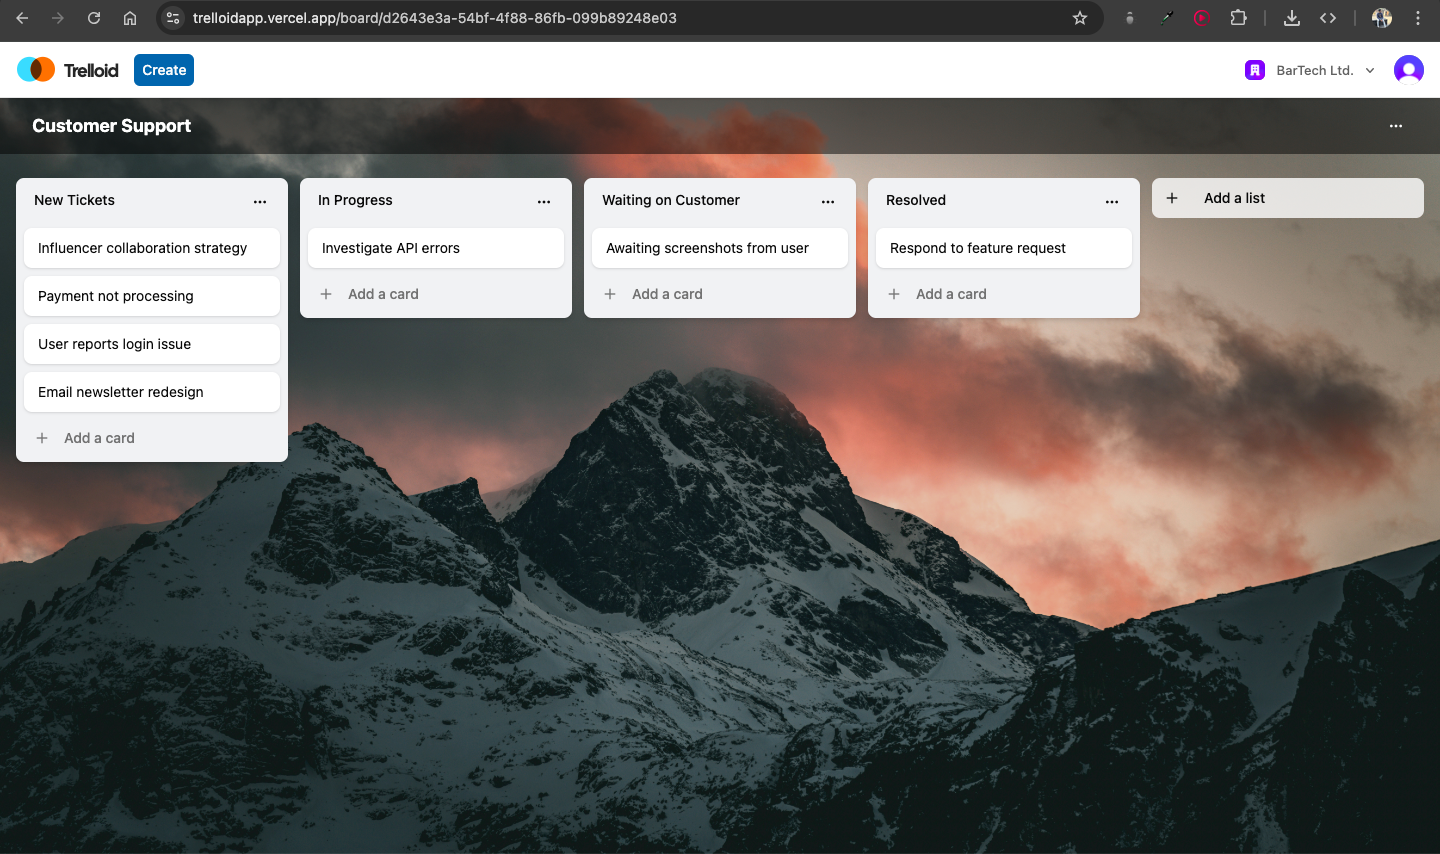 trelloidapp.vercel.app/board/d2643e3a-54bf-4f88-86fb-099b89248e03
Trelloid
Create
BarTech Ltd.
Customer Support
New Tickets
Influencer collaboration strategy
Payment not processing
User reports login issue
Email newsletter redesign
Add a card
In Progress
Investigate API errors
Add a card
Waiting on Customer
Awaiting screenshots from user
Add a card
Resolved
Respond to feature request
Add a card
Add a list